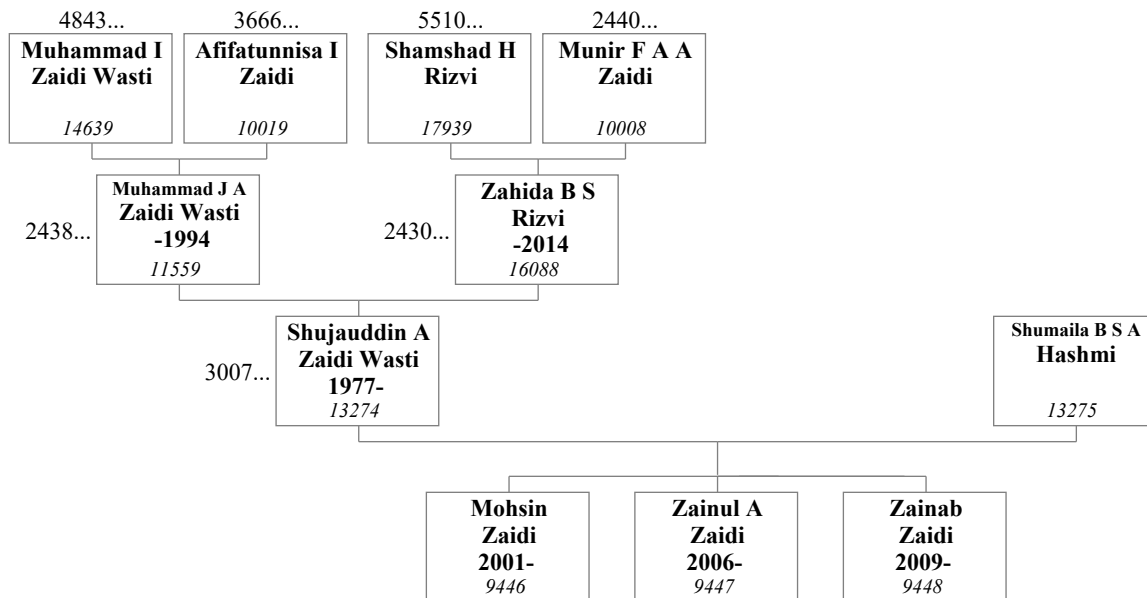 4843...
3666...
5510...
2440...
Muhammad I
Zaidi Wasti
14639
Afifatunnisa I
Zaidi
10019
Shamshad H
Rizvi
17939
Munir F A A
Zaidi
10008
2438...
Muhammad J A
Zaidi Wasti
-1994
11559
2430...
Zahida B S
Rizvi
-2014
16088
3007...
Shujauddin A
Zaidi Wasti
1977-
13274
Shumaila B S A
Hashmi
13275
Mohsin
Zaidi
2001-
9446
Zainul A
Zaidi
2006-
9447
Zainab
Zaidi
2009-
9448